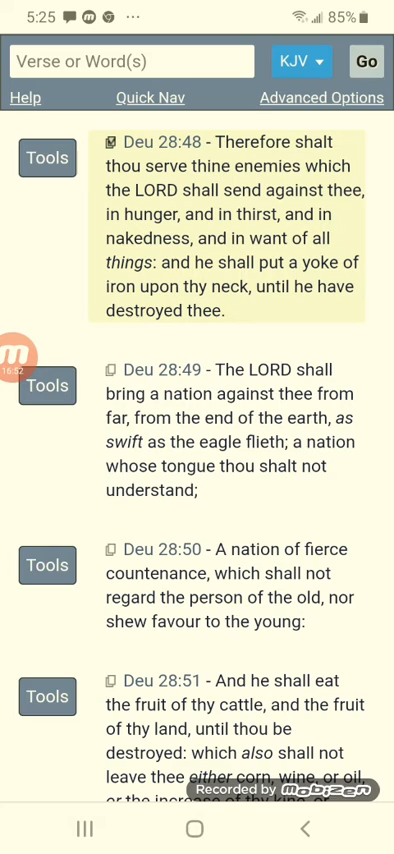 5:25 85%
Verse or Word(s) KJV Go
Help Quick Nav Advanced Options
Tools
Deu 28:48 - Therefore shalt
thou serve thine enemies which
the LORD shall send against thee,
in hunger, and in thirst, and in
nakedness, and in want of all
things: and he shall put a yoke of
iron upon thy neck, until he have
destroyed thee.
16:52
Tools
Deu 28:49 - The LORD shall
bring a nation against thee from
far, from the end of the earth, as
swift as the eagle flieth; a nation
whose tongue thou shalt not
understand;
Tools
Deu 28:50 - A nation of fierce
countenance, which shall not
regard the person of the old, nor
shew favour to the young:
Tools
Deu 28:51 - And he shall eat
the fruit of thy cattle, and the fruit
of thy land, until thou be
destroyed: which also shall not
leave thee either corn, wine, or oil,
or the increase of thy kine, or
Recorded by MOBIZEN